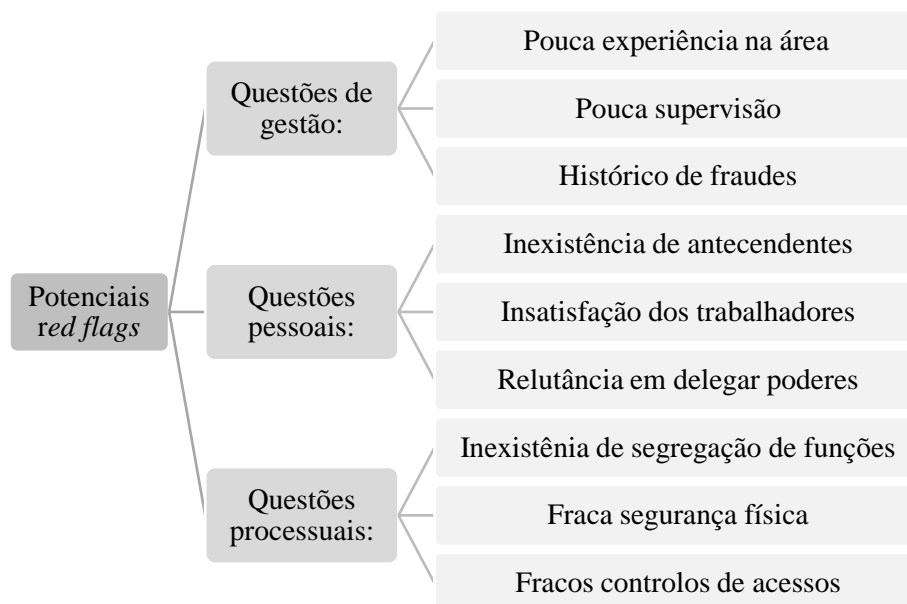 Potenciais
red flags
Questões de
gestão:
Pouca experiência na área
Pouca supervisão
Histórico de fraudes
Questões
pessoais:
Inexistência de antecendentes
Insatisfação dos trabalhadores
Relutância em delegar poderes
Questões
processuais:
Inexistênia de segregação de funções
Fraca segurança física
Fracos controlos de acessos